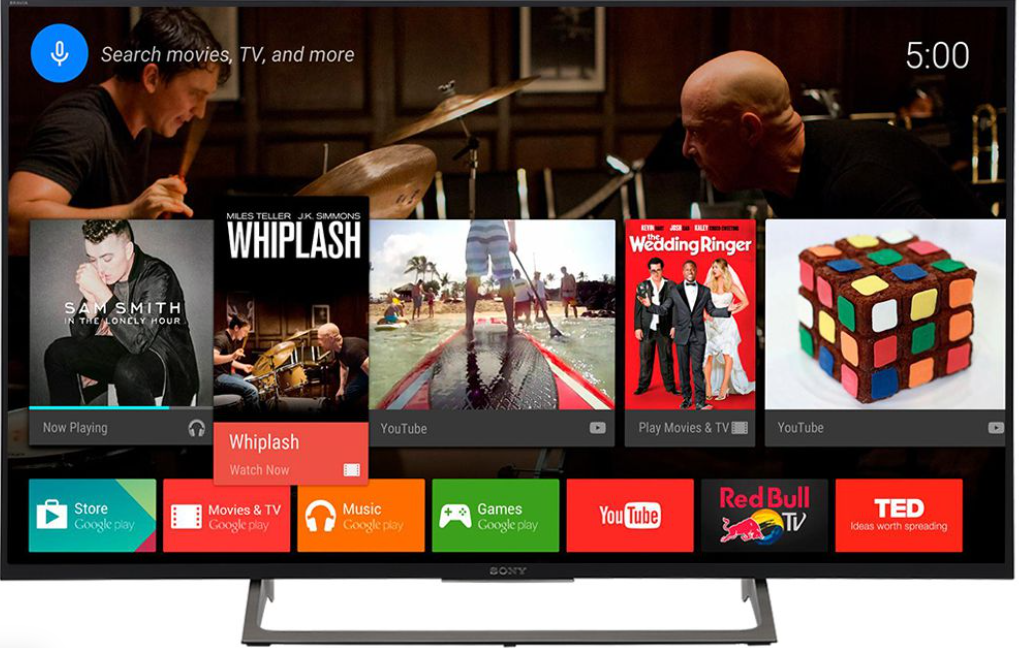 BRAVIA
Search movies, TV, and more
5:00
SAM SMITH
IN THE LONELY HOUR
Now Playing
MILES TELLER J.K. SIMMONS
WHIPLASH
Whiplash
Watch Now
YouTube
the
Wedding Ringer
Play Movies & TV
YouTube
Store
Google play
Movies & TV
Google play
Music
Google play
Games
Google play
YouTube
Red Bull
TV
TED
Ideas worth spreading
SONY